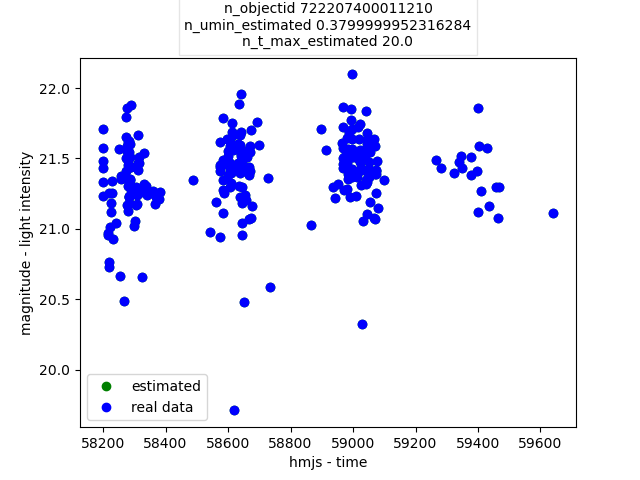 n_objectid 722207400011210
n_umin_estimated 0.3799999952316284
n_t_max_estimated 20.0
22.0
21.5
21.0
20.5
20.0
magnitude - light intensity
estimated
real data
58200 58400 58600 58800 59000 59200 59400 59600
hmjs - time